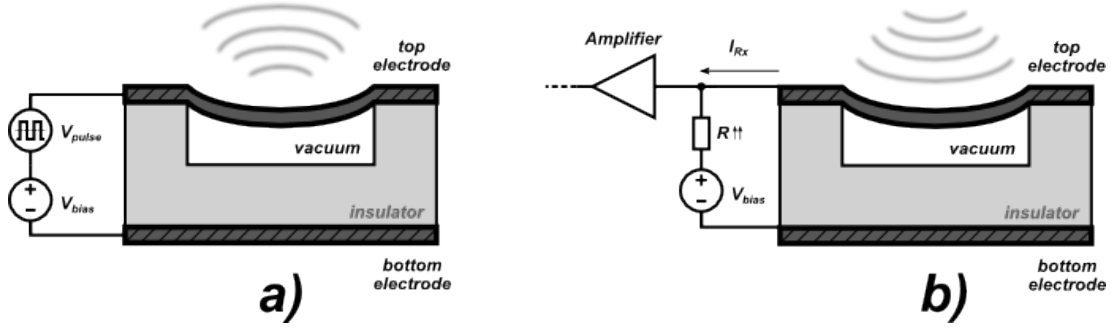 top
electrode
V_pulse
vacuum
V_bias
insulator
bottom
electrode
a)
Amplifier
I_Rx
top
electrode
R⇈
vacuum
V_bias
insulator
bottom
electrode
b)